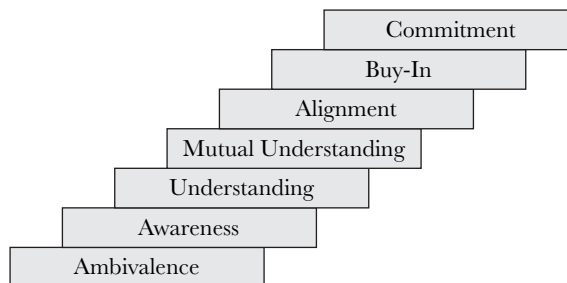 Commitment
Buy-In
Alignment
Mutual Understanding
Understanding
Awareness
Ambivalence